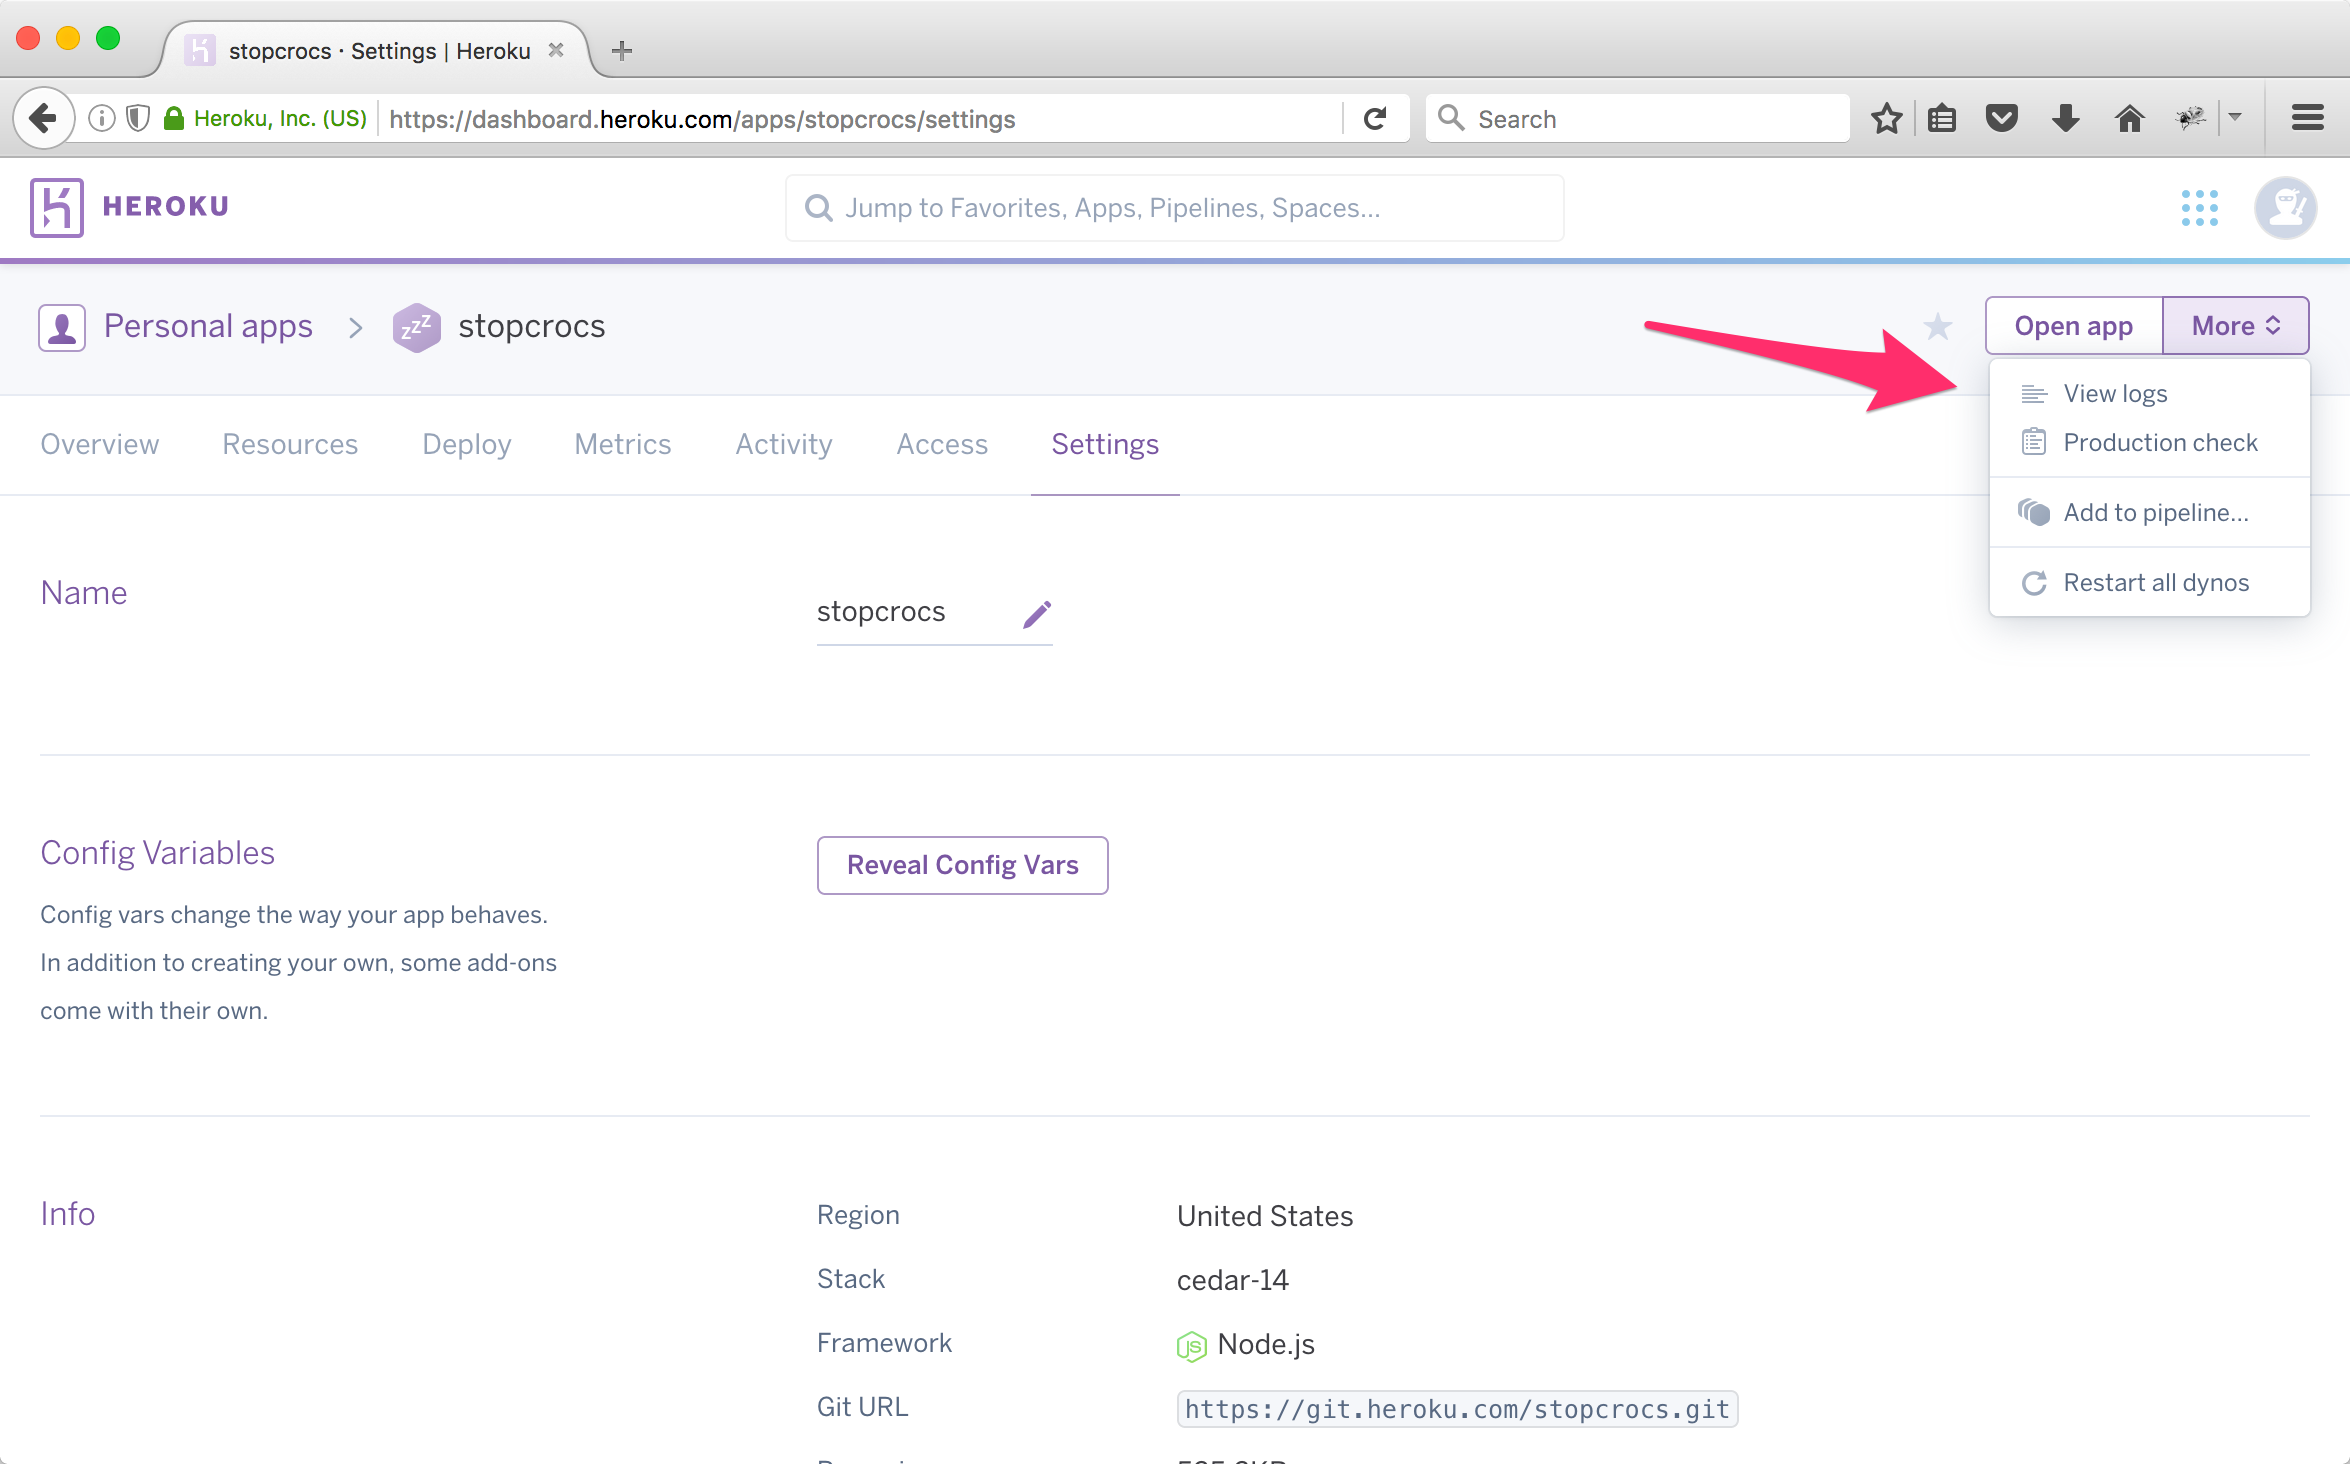 stopcrocs · Settings | Heroku
Heroku, Inc. (US)
https://dashboard.heroku.com/apps/stopcrocs/settings
Search
HEROKU
Jump to Favorites, Apps, Pipelines, Spaces...
Personal apps
zzz
stopcrocs
Open app
More
View logs
Production check
Add to pipeline...
Restart all dynos
Overview
Resources
Deploy
Metrics
Activity
Access
Settings
Name
stopcrocs
Config Variables
Reveal Config Vars
Config vars change the way your app behaves.
In addition to creating your own, some add-ons
come with their own.
Info
Region
United States
Stack
cedar-14
Framework
JS
Node.js
Git URL
https://git.heroku.com/stopcrocs.git